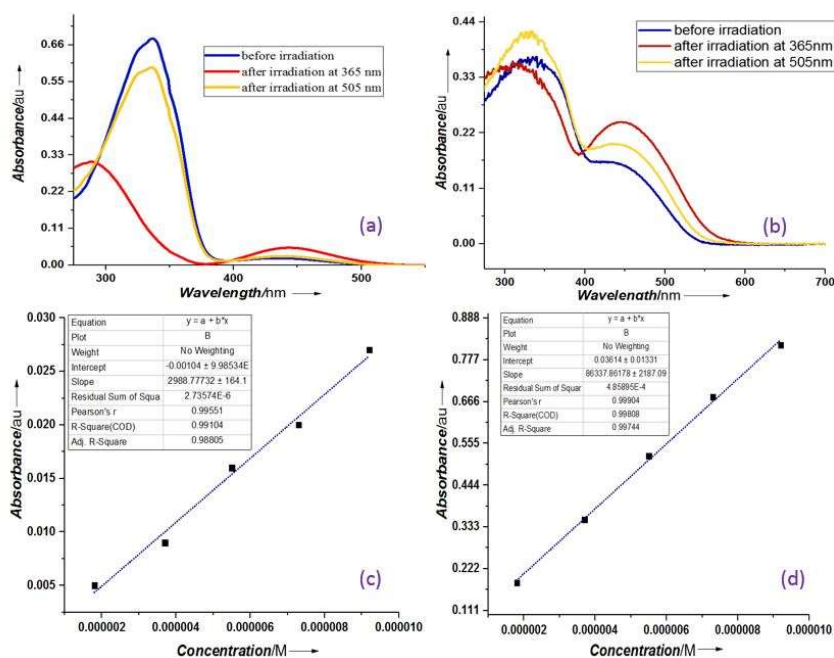 0.66
0.55
0.44
0.33
0.22
0.11
0.00
Absorbance/au
before irradiation
after irradiation at 365 nm
after irradiation at 505 nm
(a)
300
400
500
Wavelength/nm
0.44
0.33
0.22
0.11
0.00
Absorbance/au
before irradiation
after irradiation at 365nm
after irradiation at 505nm
(b)
300
400
500
600
700
Wavelength/nm
0.030
0.025
0.020
0.015
0.010
0.005
Absorbance/au
Equation y = a + b*x
Plot B
Weight No Weighting
Intercept -0.00104 ± 9.98534E
Slope 2988.77732 ± 164.1
Residual Sum of Squa 2.73574E-6
Pearson's r 0.99551
R-Square(COD) 0.99104
Adj. R-Square 0.98805
(c)
0.000002
0.000004
0.000006
0.000008
0.000010
Concentration/M
0.888
0.777
0.666
0.555
0.444
0.333
0.222
0.111
Absorbance/au
Equation y = a + b*x
Plot B
Weight No Weighting
Intercept 0.03614 ± 0.01331
Slope 86337.86178 ± 2187.09
Residual Sum of Squar 4.85895E-4
Pearson's r 0.99904
R-Square(COD) 0.99808
Adj. R-Square 0.99744
(d)
0.000002
0.000004
0.000006
0.000008
0.000010
Concentration/M